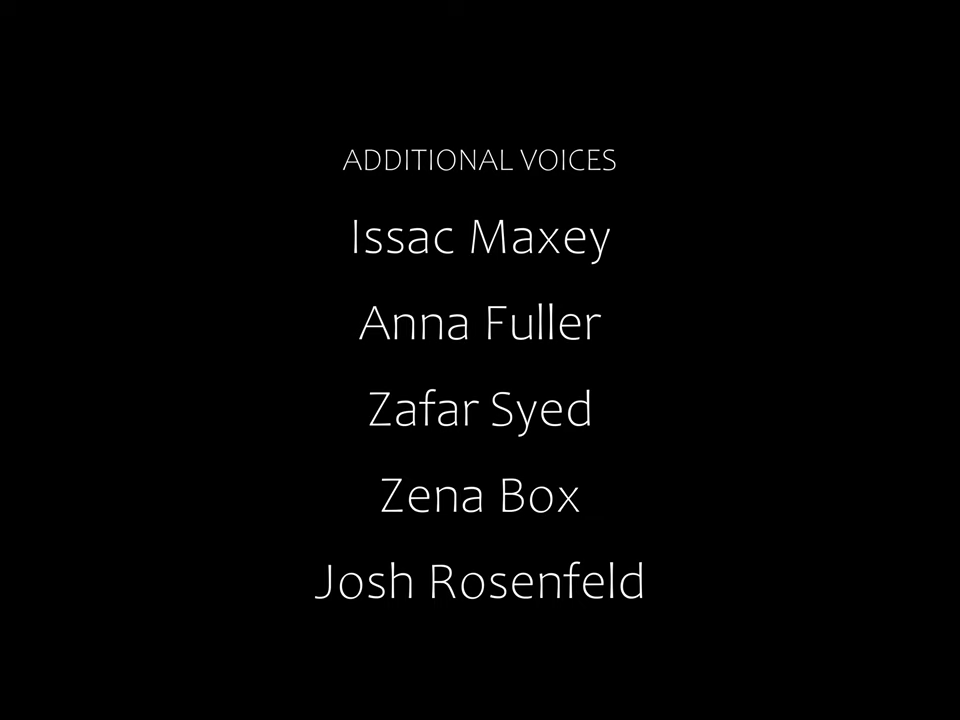 ADDITIONAL VOICES
Issac Maxey
Anna Fuller
Zafar Syed
Zena Box
Josh Rosenfeld